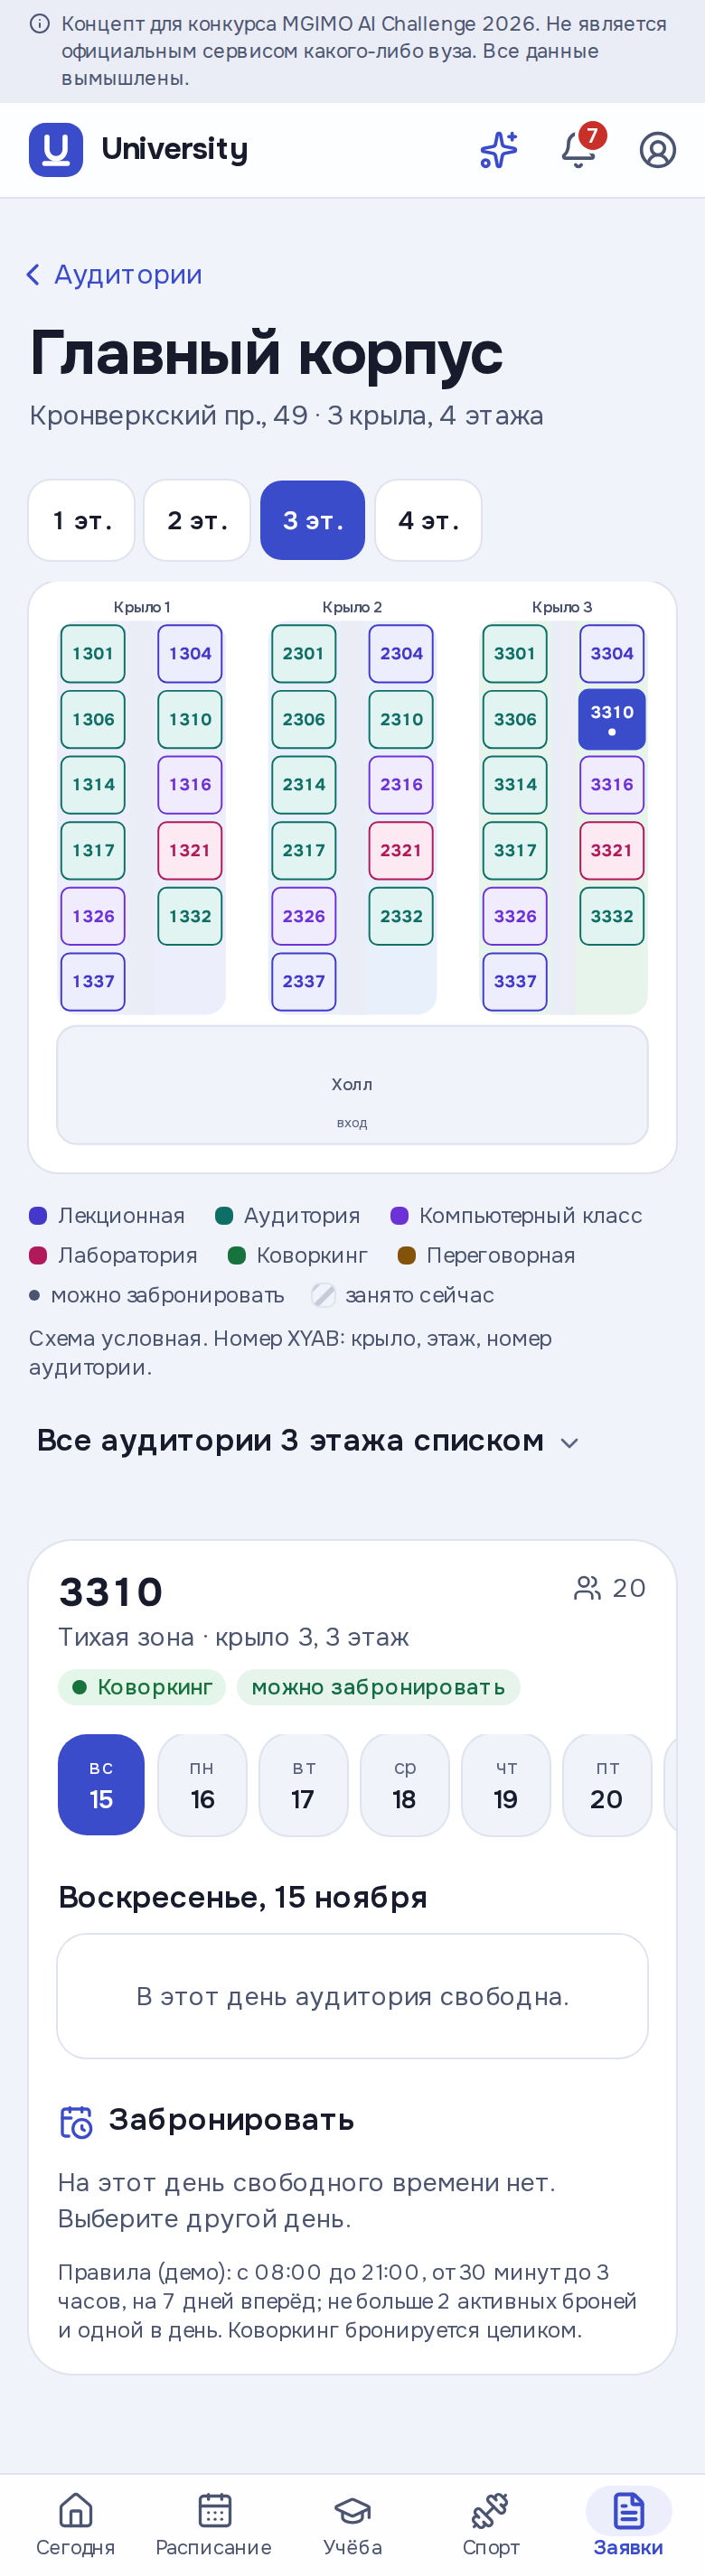 Концепт для конкурса MGIMO AI Challenge 2026. Не является
официальным сервисом какого-либо вуза. Все данные
вымышлены.
University
7
Аудитории
Главный корпус
Кронверкский пр., 49 · 3 крыла, 4 этажа
1 эт. 2 эт. 3 эт. 4 эт.
Крыло 1 Крыло 2 Крыло 3
1301 1304 2301 2304 3301 3304
1306 1310 2306 2310 3306 3310
1314 1316 2314 2316 3314 3316
1317 1321 2317 2321 3317 3321
1326 1332 2326 2332 3326 3332
1337 2337 3337
Холл
вход
Лекционная Аудитория Компьютерный класс
Лаборатория Коворкинг Переговорная
можно забронировать занято сейчас
Схема условная. Номер XYAB: крыло, этаж, номер
аудитории.
Все аудитории 3 этажа списком
3310 20
Тихая зона · крыло 3, 3 этаж
Коворкинг можно забронировать
вс пн вт ср чт пт
15 16 17 18 19 20
Воскресенье, 15 ноября
В этот день аудитория свободна.
Забронировать
На этот день свободного времени нет.
Выберите другой день.
Правила (демо): с 08:00 до 21:00, от 30 минут до 3
часов, на 7 дней вперёд; не больше 2 активных броней
и одной в день. Коворкинг бронируется целиком.
Сегодня Расписание Учёба Спорт Заявки